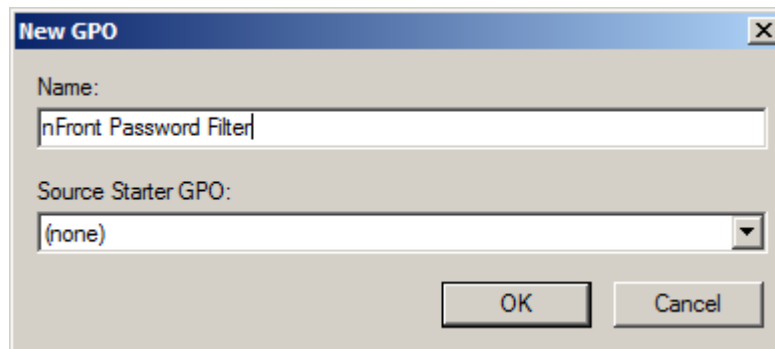 New GPO
Name:
nFront Password Filter
Source Starter GPO:
(none)
OK Cancel